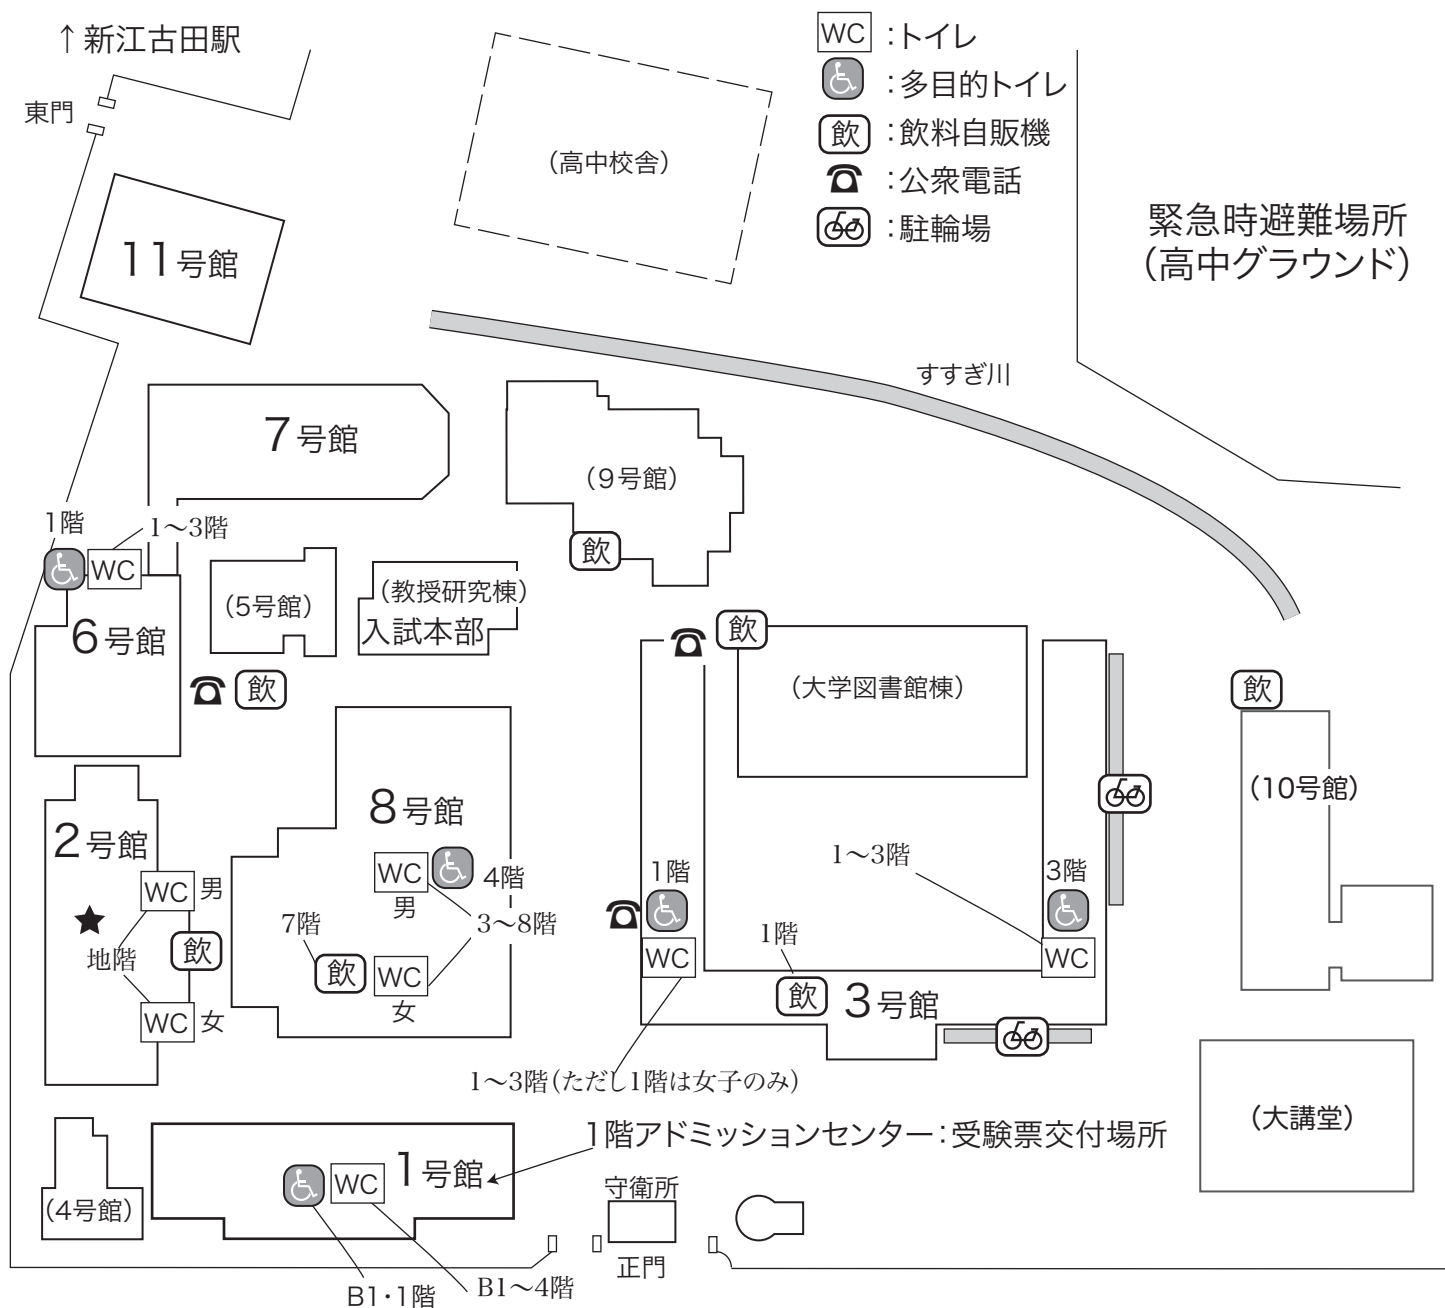 ↑新江古田駅
東門
WC：トイレ
：多目的トイレ
飲：飲料自販機
：公衆電話
：駐輪場
（高中校舎）
緊急時避難場所
（高中グラウンド）
11号館
すすぎ川
7号館
（9号館）
飲
1階
1～3階
WC
6号館
（5号館）
（教授研究棟）
入試本部
飲
飲
（大学図書館棟）
飲
（10号館）
2号館
WC
男
地階
飲
WC
女
8号館
WC
男
4階
3～8階
7階
飲
WC
女
1階
WC
1～3階
3階
WC
1階
飲
3号館
1～3階（ただし1階は女子のみ）
（大講堂）
1階アドミッションセンター：受験票交付場所
（4号館）
WC
1号館
守衛所
正門
B1・1階
B1～4階